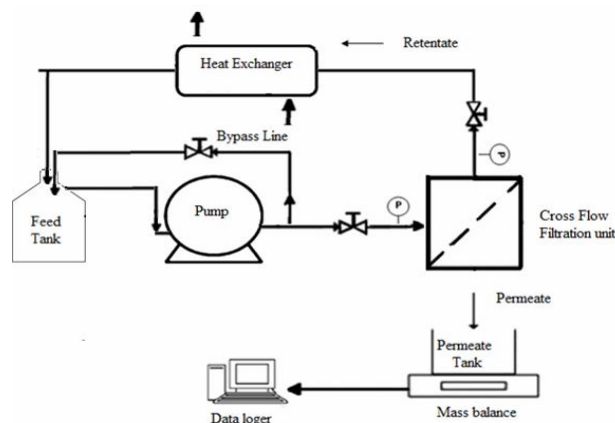 Retentate
Heat Exchanger
Bypass Line
Pump
Feed
Tank
P
P
Cross Flow
Filtration unit
Permeate
Permeate
Tank
Mass balance
Data loger